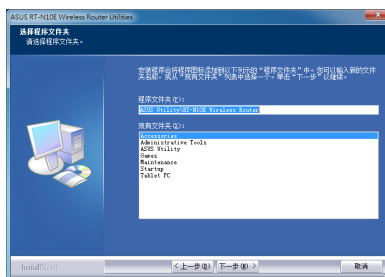 ASUS RT-N10E Wireless Router Utilities
选择程序文件夹
请选择程序文件夹。
安装程序会将程序图标添加到以下所示的“程序文件夹”中。您可以输入新的文件
夹名称，或从“现有文件夹”列表中选择一个。单击“下一步”以继续。
程序文件夹(P)：
ASUS Utility\RT-N10E Wireless Router
现有文件夹(X)：
Accessories
Administrative Tools
ASUS Utility
Games
Maintenance
Startup
Tablet PC
InstallShield
< 上一步(B)
下一步(N) >
取消